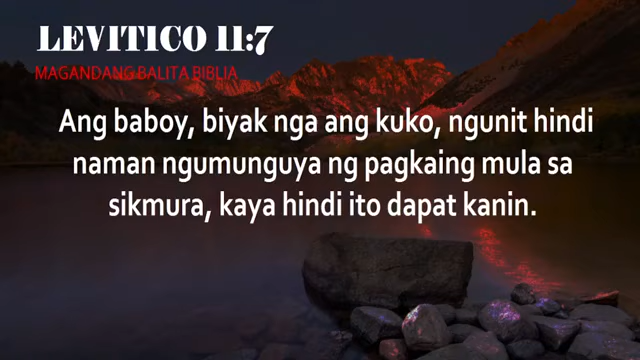 LEVITICO 11:7
MAGANDANG BALITA BIBLIA
Ang baboy, biyak nga ang kuko, ngunit hindi
naman ngumunguya ng pagkaing mula sa
sikmura, kaya hindi ito dapat kanin.